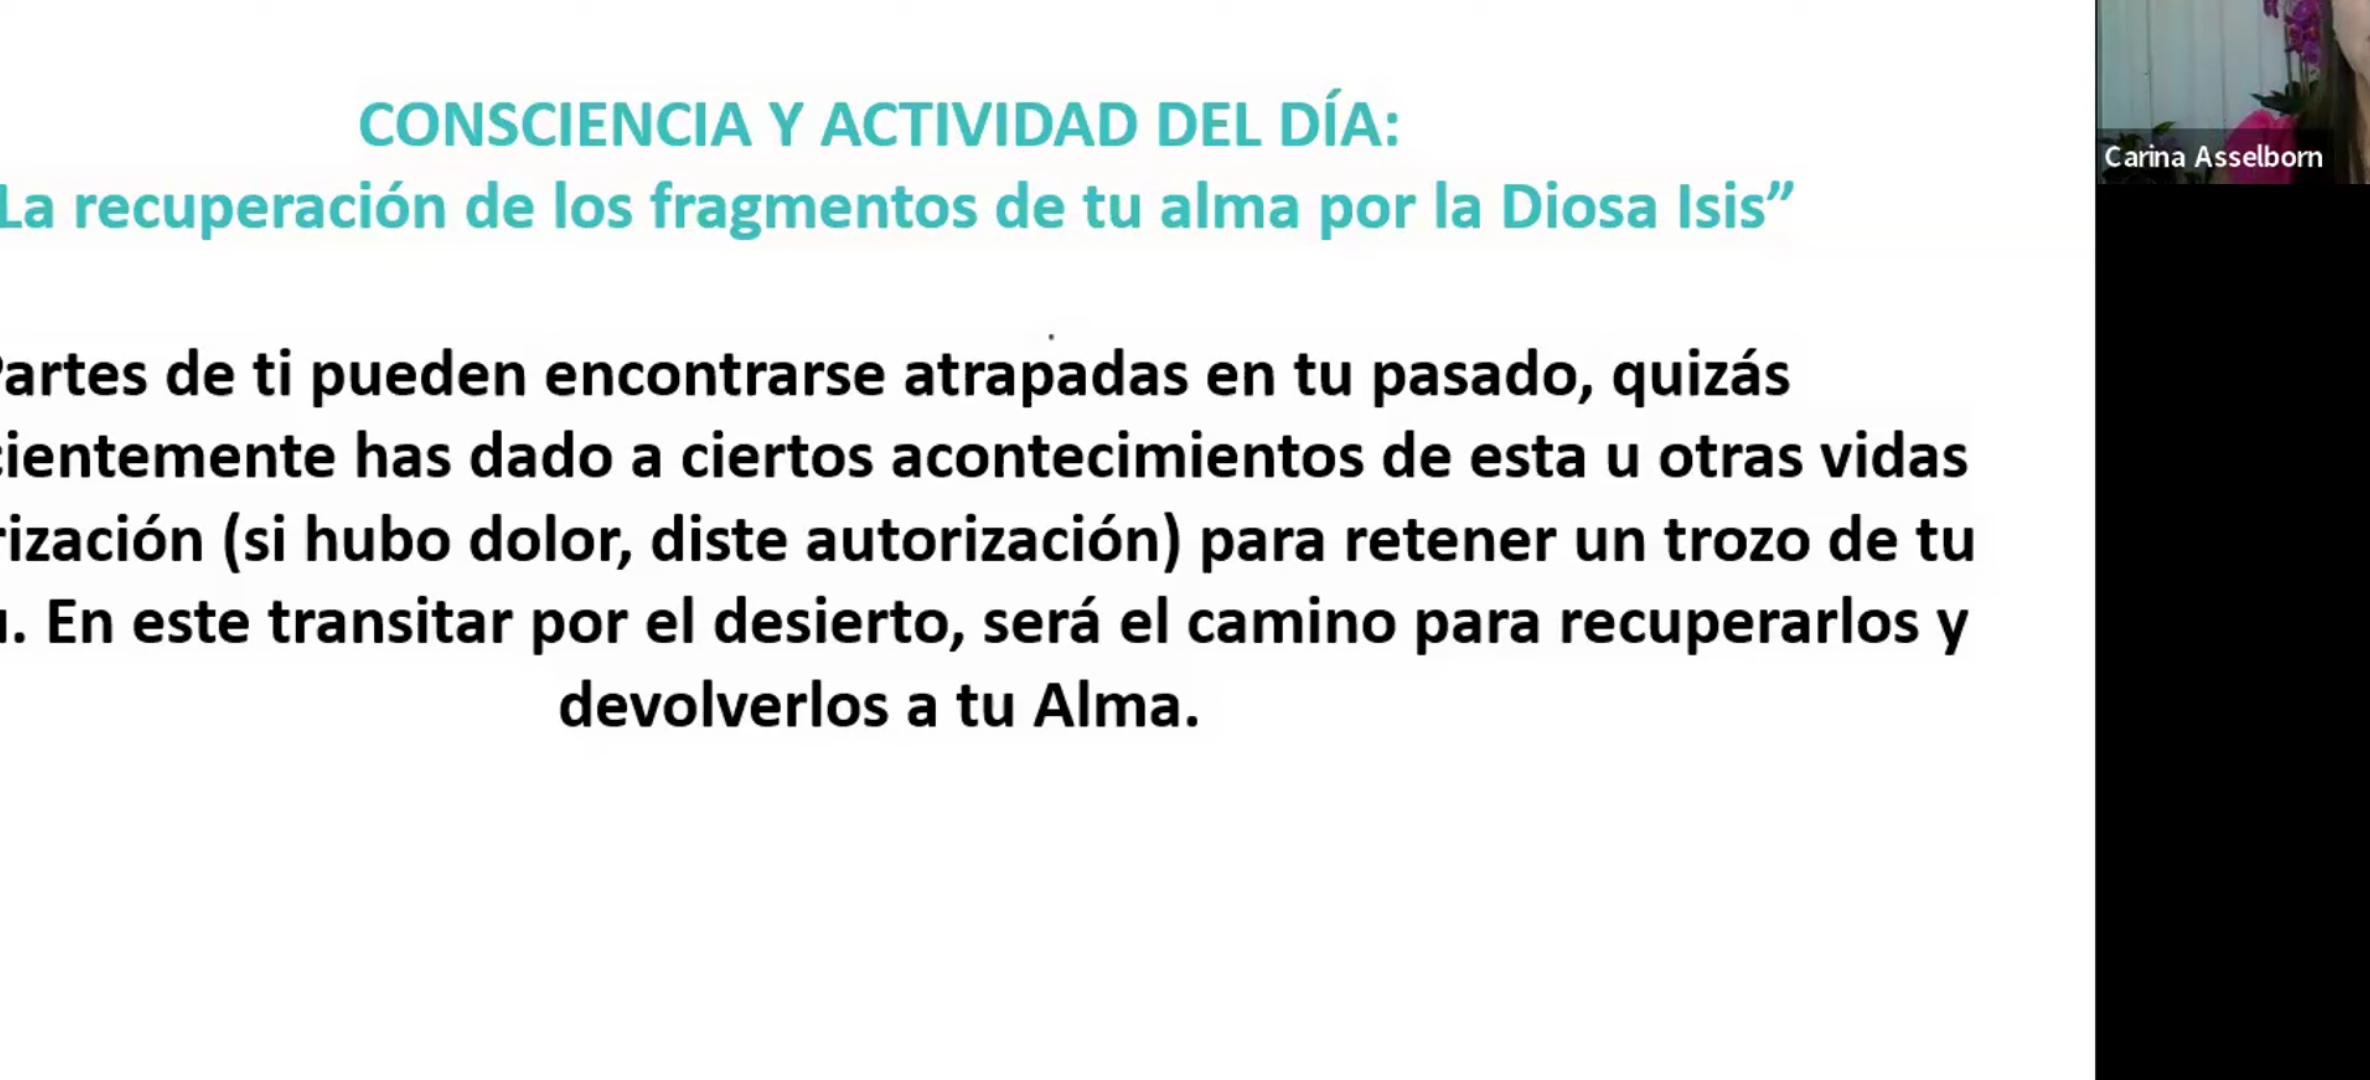 CONSCIENCIA Y ACTIVIDAD DEL DÍA:
La recuperación de los fragmentos de tu alma por la Diosa Isis”
de ti pueden encontrarse atrapadas en tu pasado, quizás
has dado a ciertos acontecimientos de esta u otras vidas
(si hubo dolor, diste autorización) para retener un trozo de tu
En este transitar por el desierto, será el camino para recuperarlos y
devolverlos a tu Alma.
Carina Asselborn